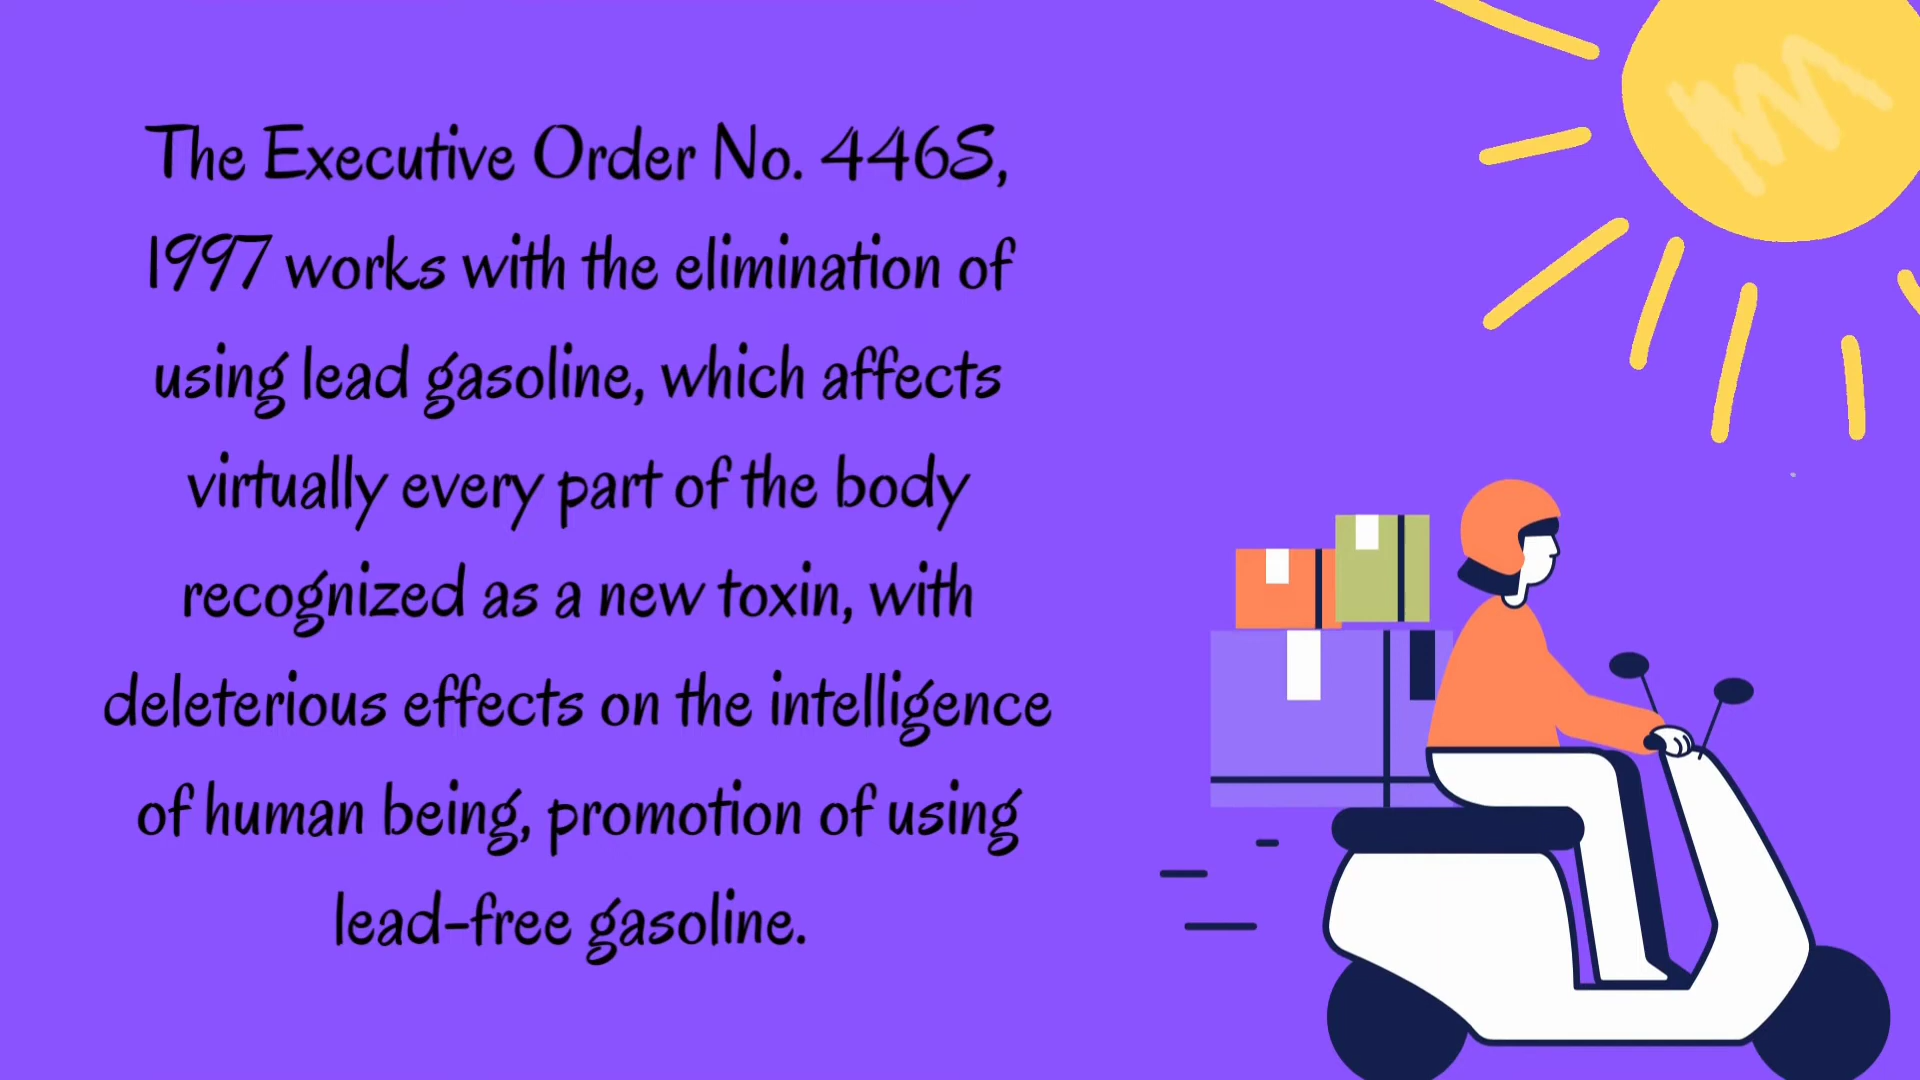 The Executive Order No. 446S,
1997 works with the elimination of
using lead gasoline, which affects
virtually every part of the body
recognized as a new toxin, with
deleterious effects on the intelligence
of human being, promotion of using
lead-free gasoline.